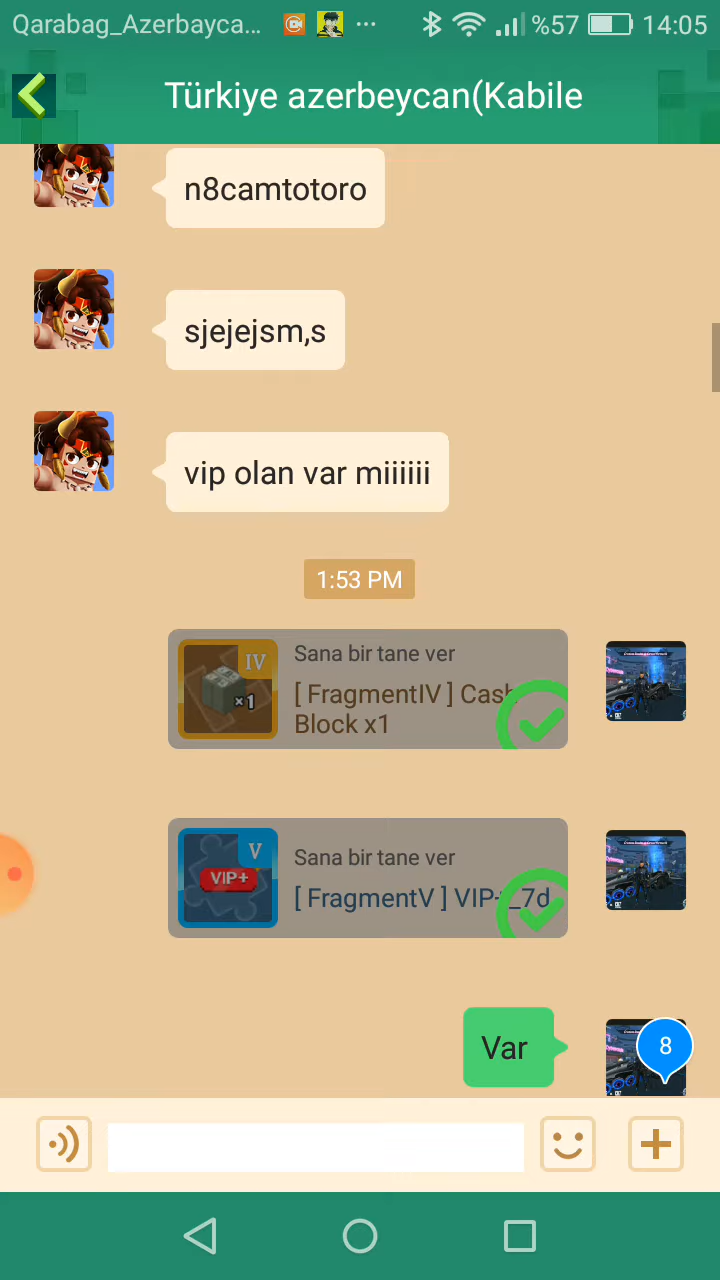 Qarabag_Azerbayca... ... %57 14:05
Türkiye azerbeycan(Kabile
n8camtotoro
sjejejsm,s
vip olan var miiiiii
1:53 PM
IV
x1
Sana bir tane ver
[ FragmentIV ] Cash
Block x1
V
VIP+
Sana bir tane ver
[ FragmentV ] VIP+_7d
Var
8